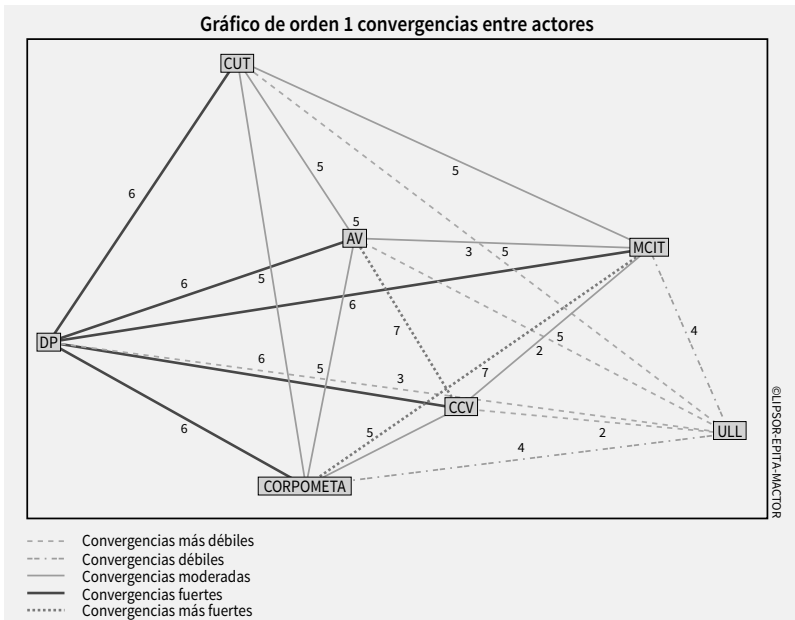 Gráfico de orden 1 convergencias entre actores
CUT
5
5
6
5
AV
MCIT
3 5
6
5
6
7
4
DP
5
2
6
5
3
7
CCV
6
5
2
ULL
4
CORPOMETA
©LIPSOR-EPITA-MACTOR
Convergencias más débiles
Convergencias débiles
Convergencias moderadas
Convergencias fuertes
Convergencias más fuertes